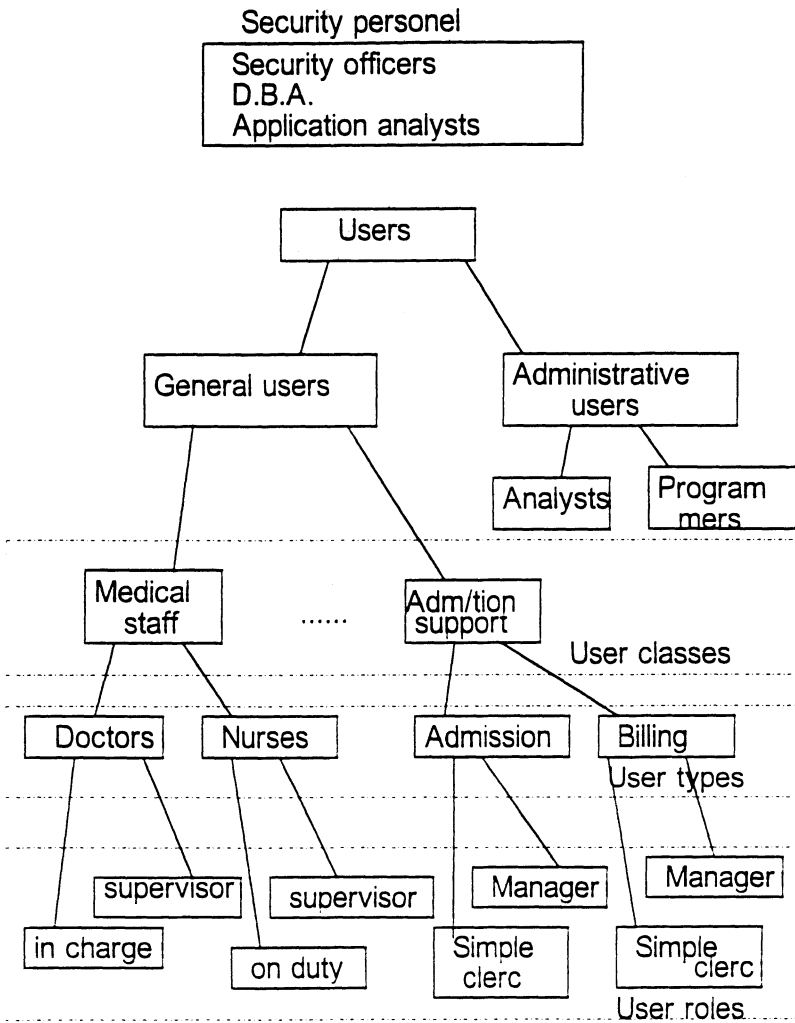 Security personel
Security officers
D.B.A.
Application analysts
Users
General users
Administrative
users
Analysts
Program
mers
Medical
staff
......
Adm/tion
support
User classes
Doctors
Nurses
Admission
Billing
User types
supervisor
supervisor
Manager
Manager
in charge
on duty
Simple
clerc
Simple
clerc
User roles